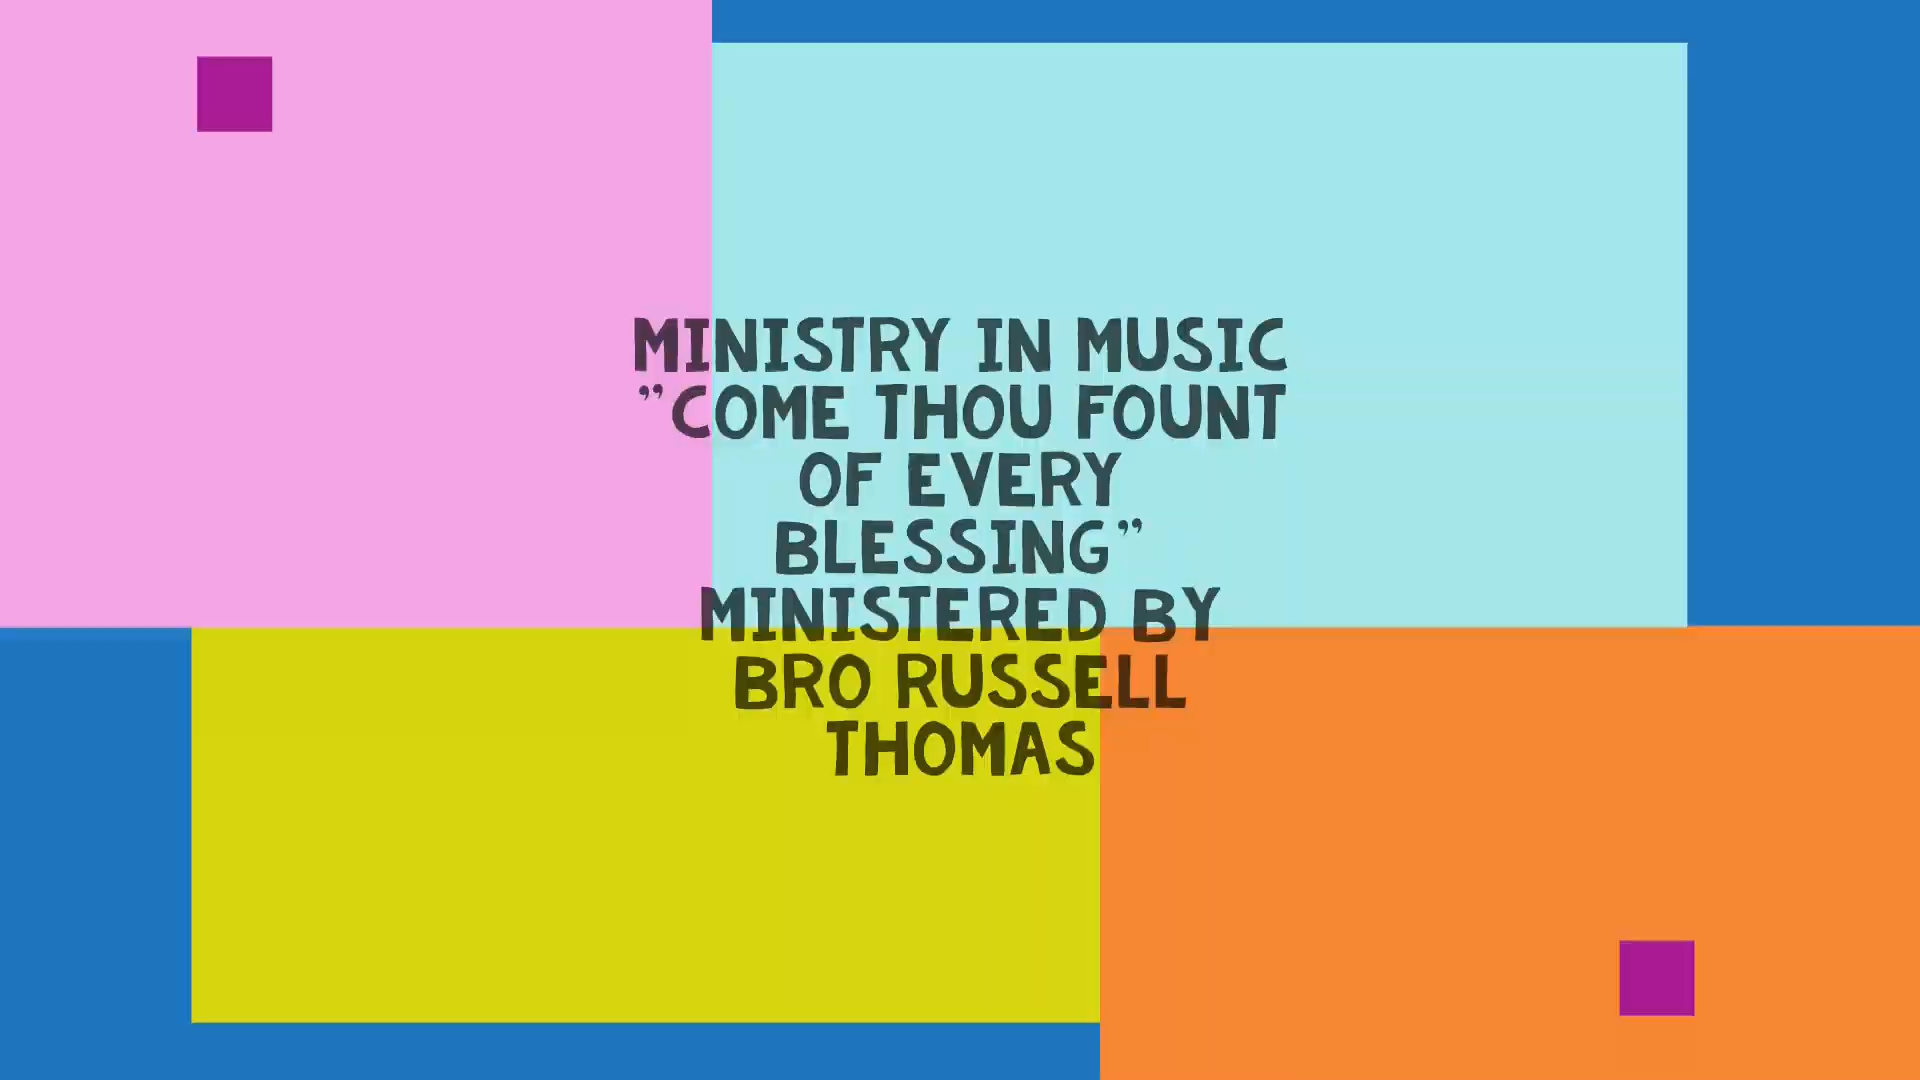 MINISTRY IN MUSIC
”COME THOU FOUNT
OF EVERY
BLESSING”
MINISTERED BY
BRO RUSSELL
THOMAS